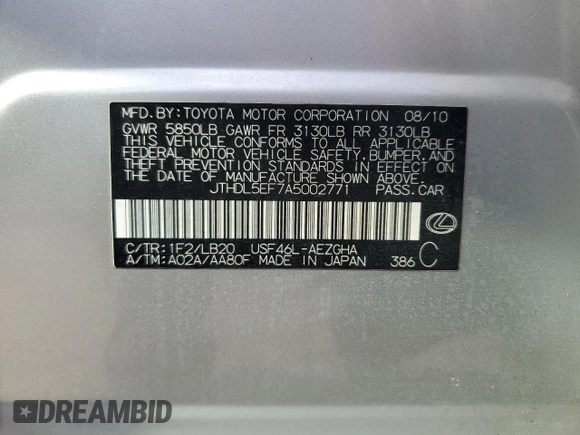 MFD.BY:TOYOTA MOTOR CORPORATION 08/10
GVWR 5850LB GAWR FR 3130LB RR 3130LB
THIS VEHICLE CONFORMS TO ALL APPLICABLE
FEDERAL MOTOR VEHICLE SAFETY,BUMPER,AND
THEFT PREVENTION STANDARDS IN EFFECT ON
THE DATE OF MANUFACTURE SHOWN ABOVE.
JTHDL5EF7A5002771 PASS.CAR
C/TR:1F2/LB20 USF46L-AEZGHA
A/TM:A02A/AA80F MADE IN JAPAN 386 C
DREAMBID